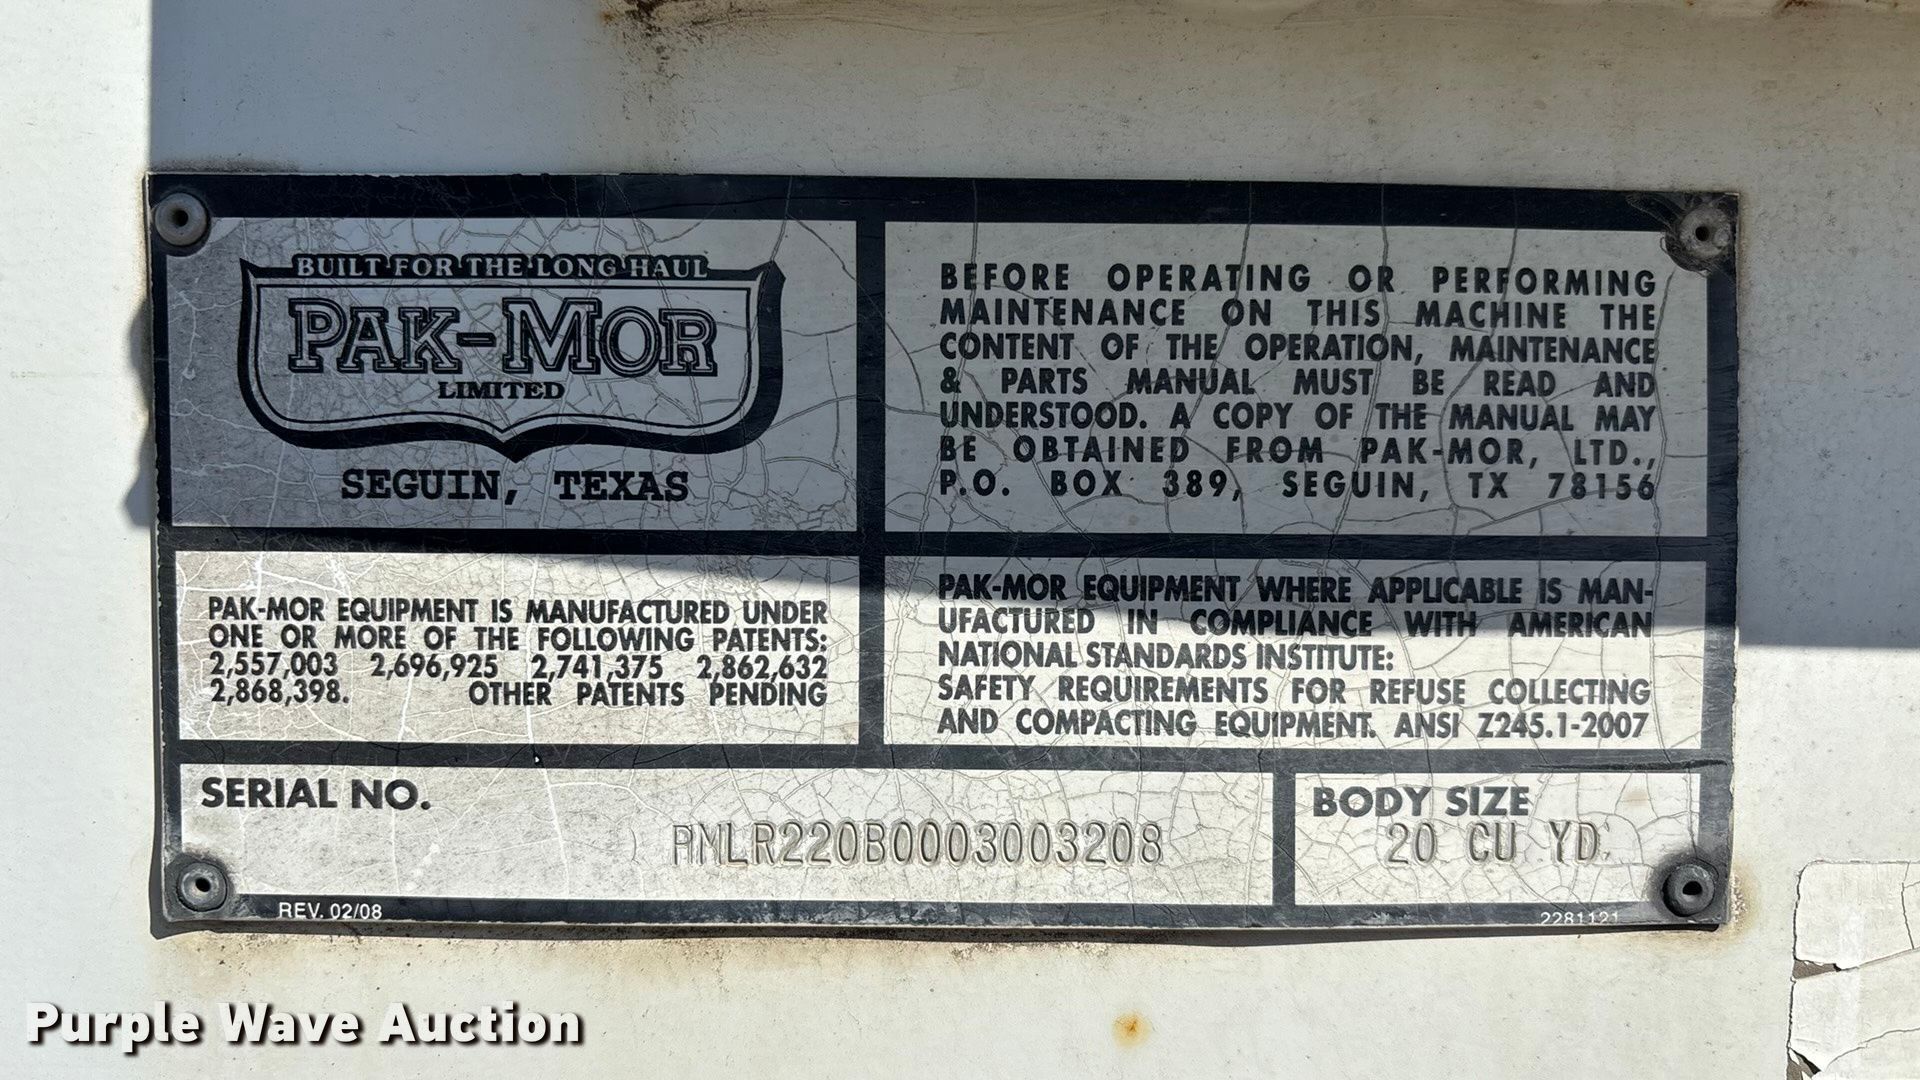 BUILT FOR THE LONG HAUL
PAK-MOR
LIMITED
SEGUIN, TEXAS
BEFORE OPERATING OR PERFORMING
MAINTENANCE ON THIS MACHINE THE
CONTENT OF THE OPERATION, MAINTENANCE
& PARTS MANUAL MUST BE READ AND
UNDERSTOOD. A COPY OF THE MANUAL MAY
BE OBTAINED FROM PAK-MOR, LTD.,
P.O. BOX 389, SEGUIN, TX 78156
PAK-MOR EQUIPMENT IS MANUFACTURED UNDER
ONE OR MORE OF THE FOLLOWING PATENTS:
2,557,003 2,696,925 2,741,375 2,862,632
2,868,398. OTHER PATENTS PENDING
PAK-MOR EQUIPMENT WHERE APPLICABLE IS MAN-
UFACTURED IN COMPLIANCE WITH AMERICAN
NATIONAL STANDARDS INSTITUTE:
SAFETY REQUIREMENTS FOR REFUSE COLLECTING
AND COMPACTING EQUIPMENT. ANSI Z245.1-2007
SERIAL NO.
PMLR220B0003003208
BODY SIZE
20 CU YD
REV. 02/08
2281121
Purple Wave Auction